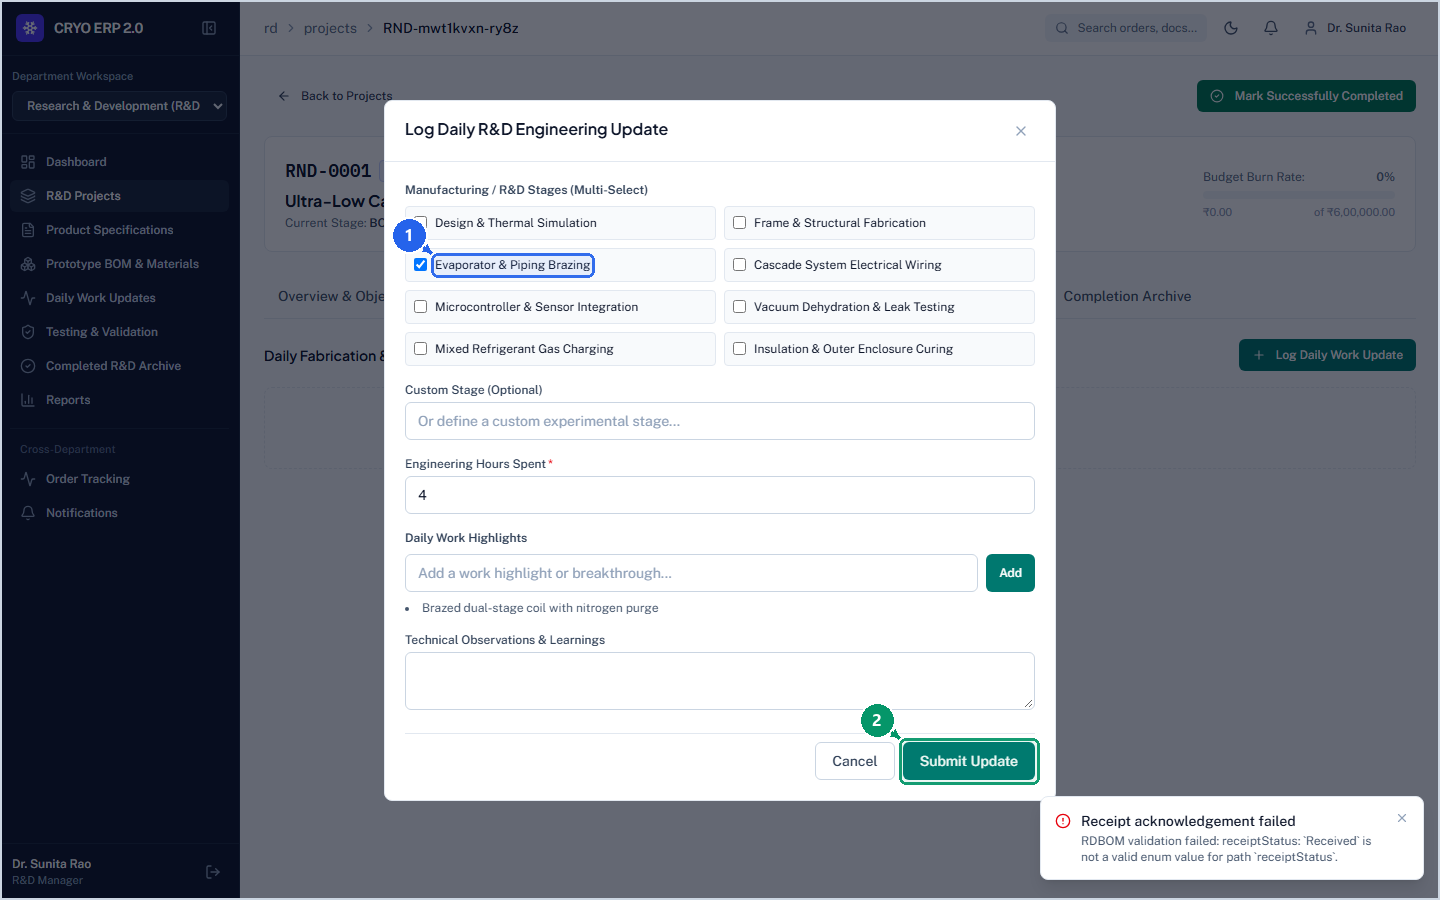 CRYO ERP 2.0
rd > projects > RND-mwt1kvxn-ry8z
Search orders, docs...
Dr. Sunita Rao
Department Workspace
Research & Development (R&D
Back to Projects
Mark Successfully Completed
Dashboard
R&D Projects
Product Specifications
Prototype BOM & Materials
Daily Work Updates
Testing & Validation
Completed R&D Archive
Reports
Cross-Department
Order Tracking
Notifications
Dr. Sunita Rao
R&D Manager
RND-0001
Ultra-Low Ca
Current Stage: BO
Budget Burn Rate: 0%
₹0.00 of ₹6,00,000.00
Overview & Obje
Completion Archive
Daily Fabrication &
Log Daily Work Update
Log Daily R&D Engineering Update
Manufacturing / R&D Stages (Multi-Select)
Design & Thermal Simulation
Frame & Structural Fabrication
1
Evaporator & Piping Brazing
Cascade System Electrical Wiring
Microcontroller & Sensor Integration
Vacuum Dehydration & Leak Testing
Mixed Refrigerant Gas Charging
Insulation & Outer Enclosure Curing
Custom Stage (Optional)
Or define a custom experimental stage...
Engineering Hours Spent *
4
Daily Work Highlights
Add a work highlight or breakthrough...
Add
• Brazed dual-stage coil with nitrogen purge
Technical Observations & Learnings
2
Cancel
Submit Update
Receipt acknowledgement failed
RDBOM validation failed: receiptStatus: `Received` is
not a valid enum value for path `receiptStatus`.